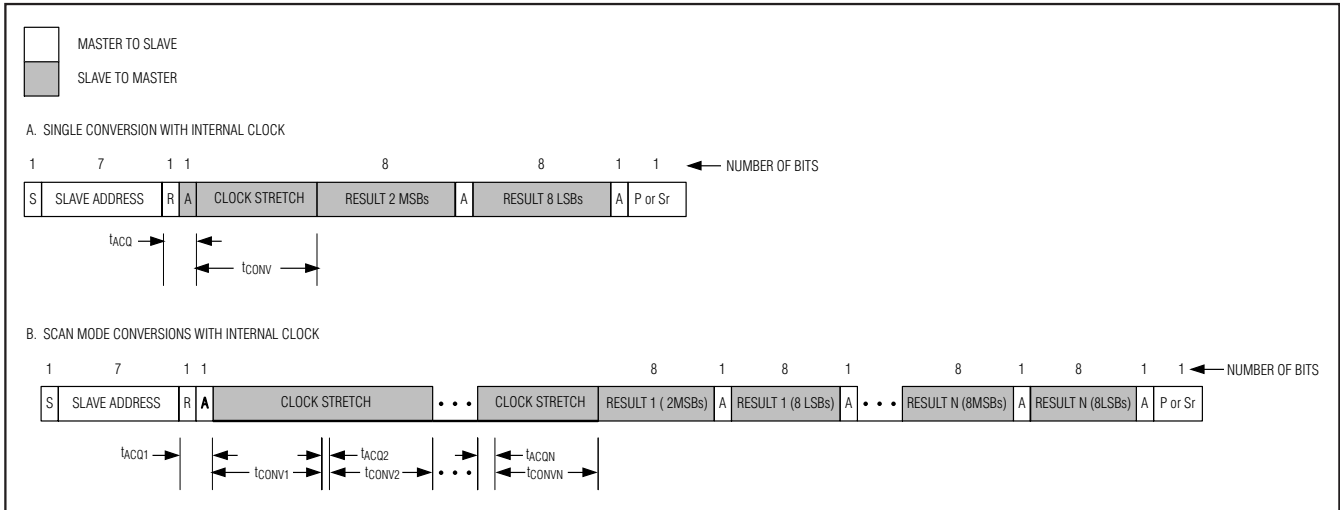 MASTER TO SLAVE
SLAVE TO MASTER
A. SINGLE CONVERSION WITH INTERNAL CLOCK
1 7 1 1 8 8 1 1 NUMBER OF BITS
S SLAVE ADDRESS R A CLOCK STRETCH RESULT 2 MSBs A RESULT 8 LSBs A P or Sr
tACQ
tCONV
B. SCAN MODE CONVERSIONS WITH INTERNAL CLOCK
1 7 1 1 8 1 8 1 8 1 8 1 1 NUMBER OF BITS
S SLAVE ADDRESS R A CLOCK STRETCH • • • CLOCK STRETCH RESULT 1 ( 2MSBs) A RESULT 1 (8 LSBs) A • • • RESULT N (8MSBs) A RESULT N (8LSBs) A P or Sr
tACQ1 tACQ2 tACQN
tCONV1 tCONV2 • • • tCONVN